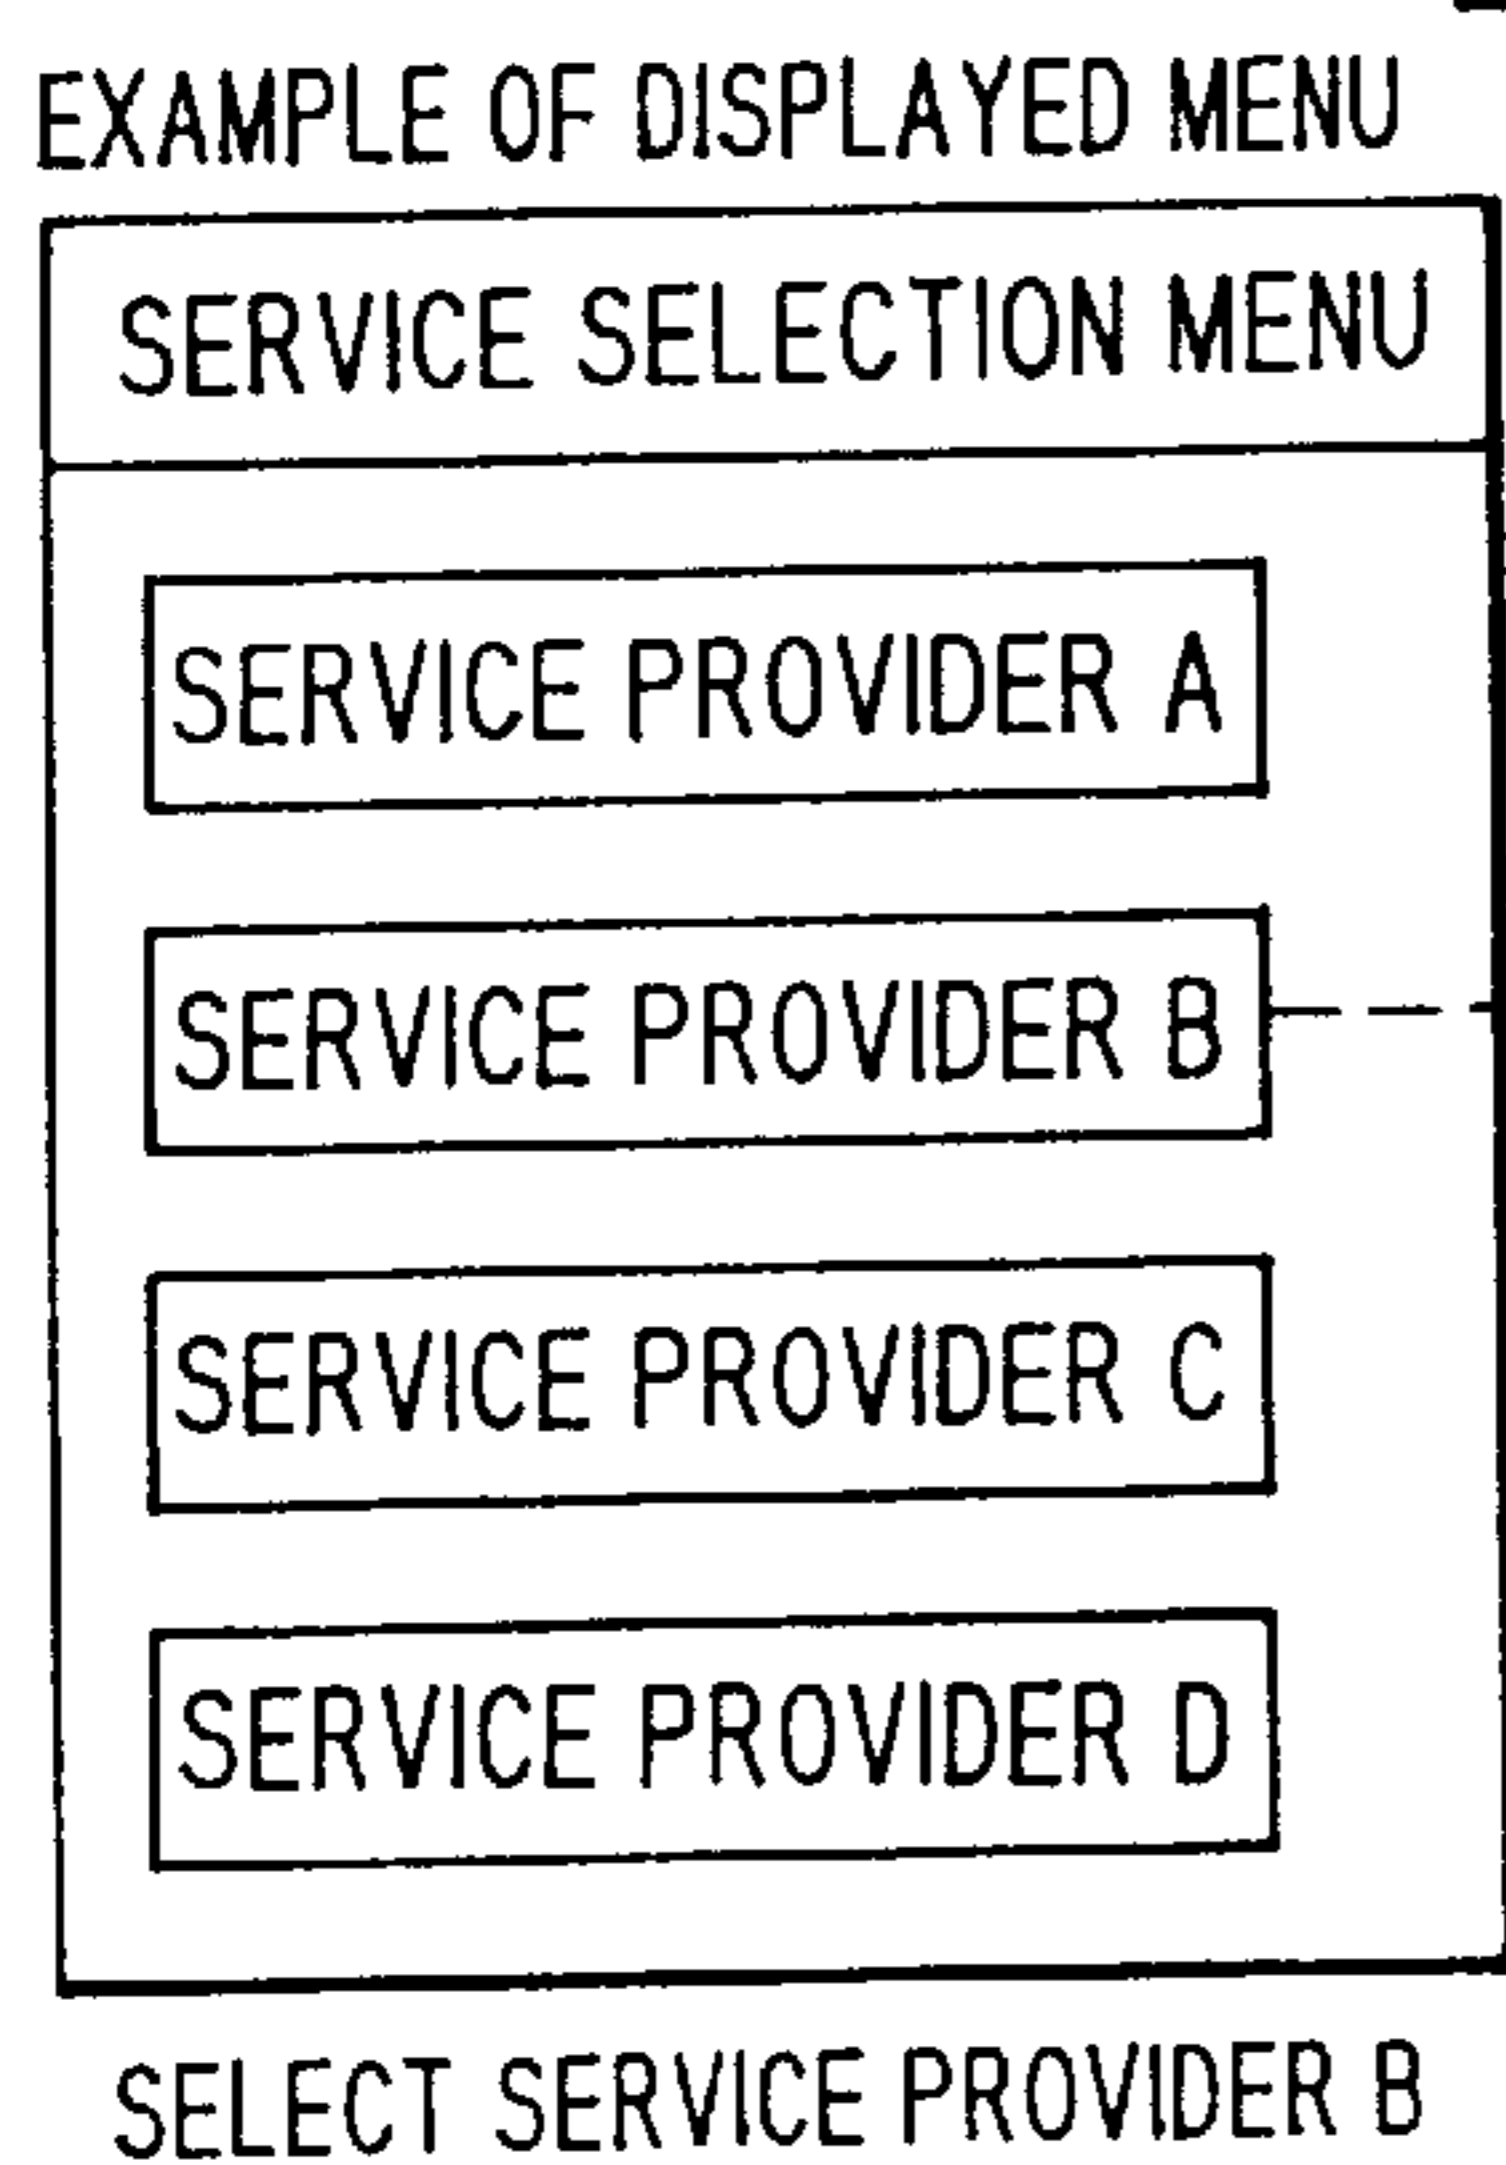 EXAMPLE OF DISPLAYED MENU
SERVICE SELECTION MENU
SERVICE PROVIDER A
SERVICE PROVIDER B
SERVICE PROVIDER C
SERVICE PROVIDER D
SELECT SERVICE PROVIDER B